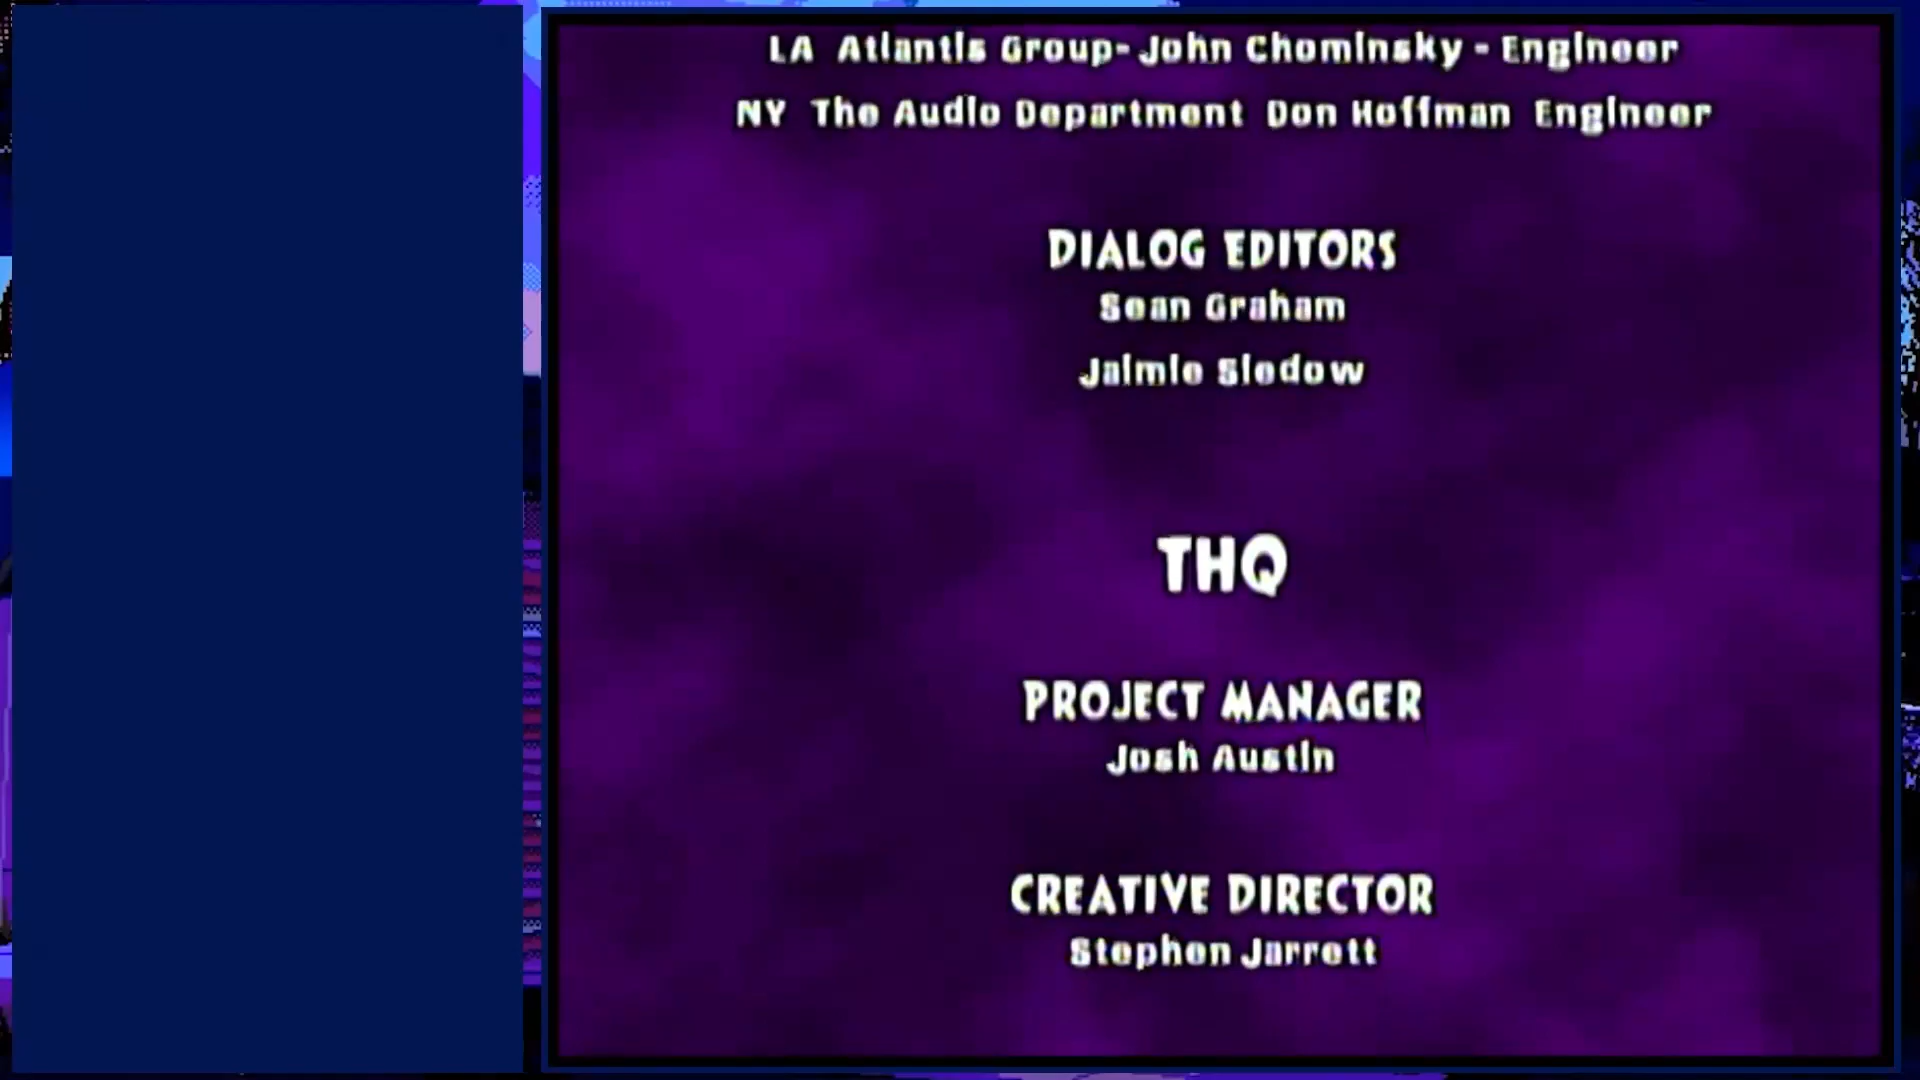 LA Atlantis Group- John Chominsky - Engineer
NY The Audio Department Don Hoffman Engineer
DIALOG EDITORS
Sean Graham
Jaimie Sledow
THQ
PROJECT MANAGER
Josh Austin
CREATIVE DIRECTOR
Stephen Jarrett